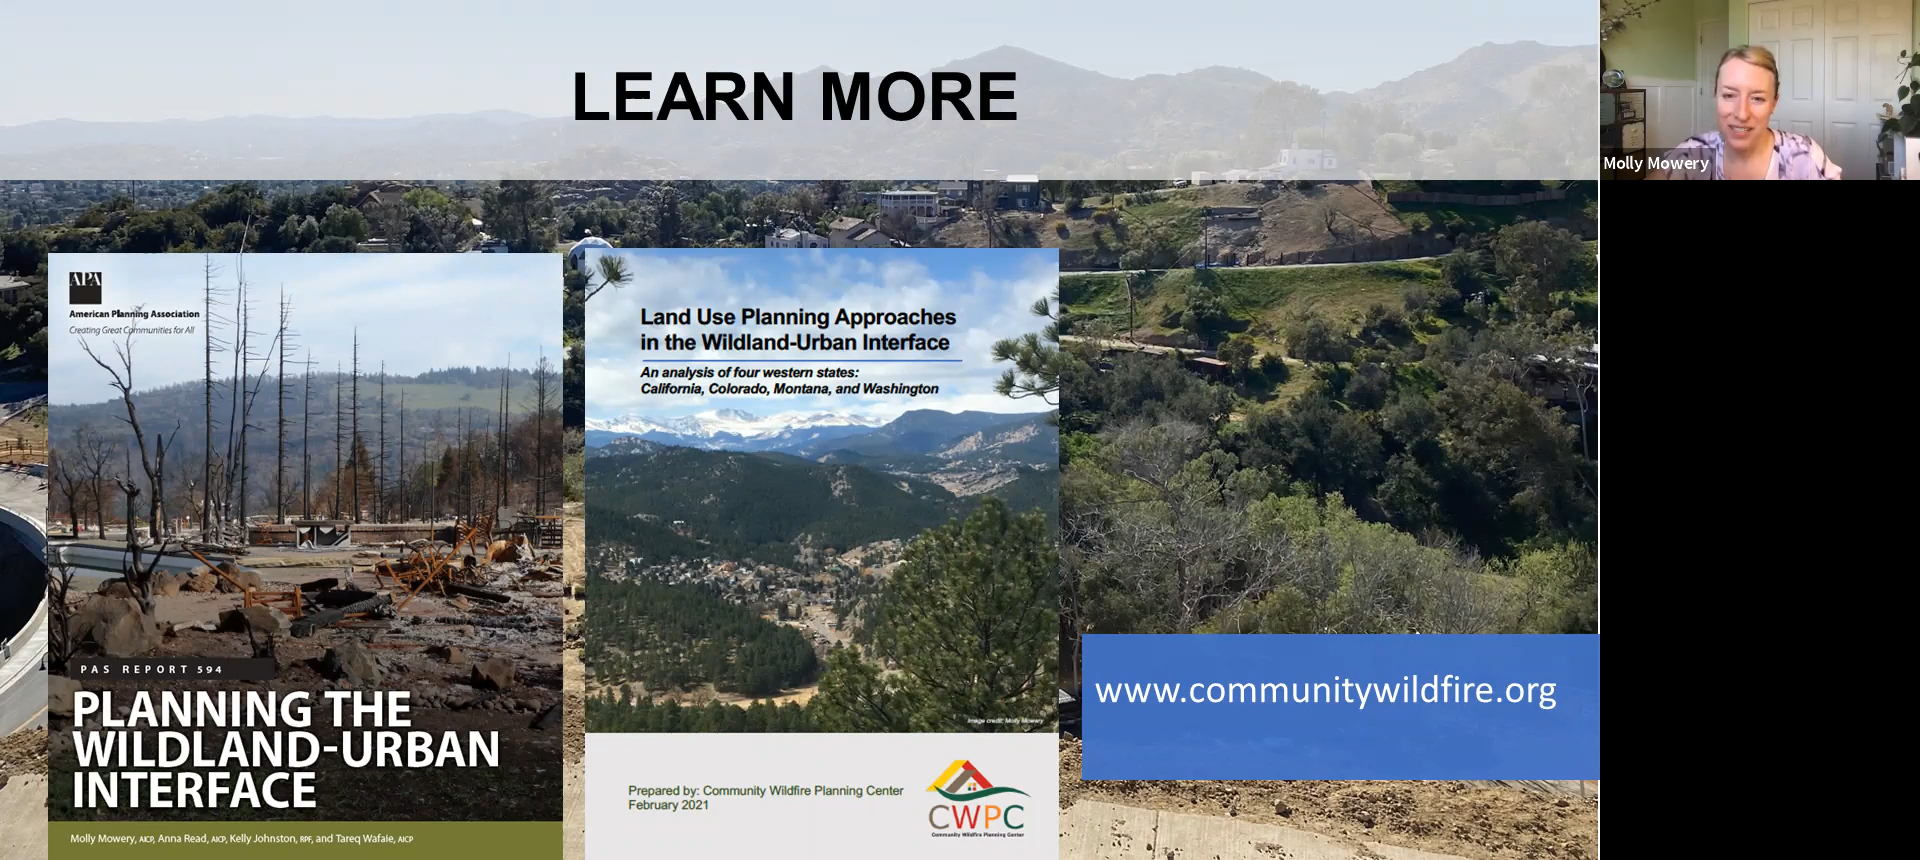 LEARN MORE
Molly Mowery
APA
American Planning Association
Creating Great Communities for All
PAS REPORT 594
PLANNING THE
WILDLAND-URBAN
INTERFACE
Molly Mowery, AICP, Anna Read, AICP, Kelly Johnston, RPF, and Tareq Wafaie, AICP
Land Use Planning Approaches
in the Wildland-Urban Interface
An analysis of four western states:
California, Colorado, Montana, and Washington
Image credit: Molly Mowery
Prepared by: Community Wildfire Planning Center
February 2021
CWPC
Community Wildfire Planning Center
www.communitywildfire.org